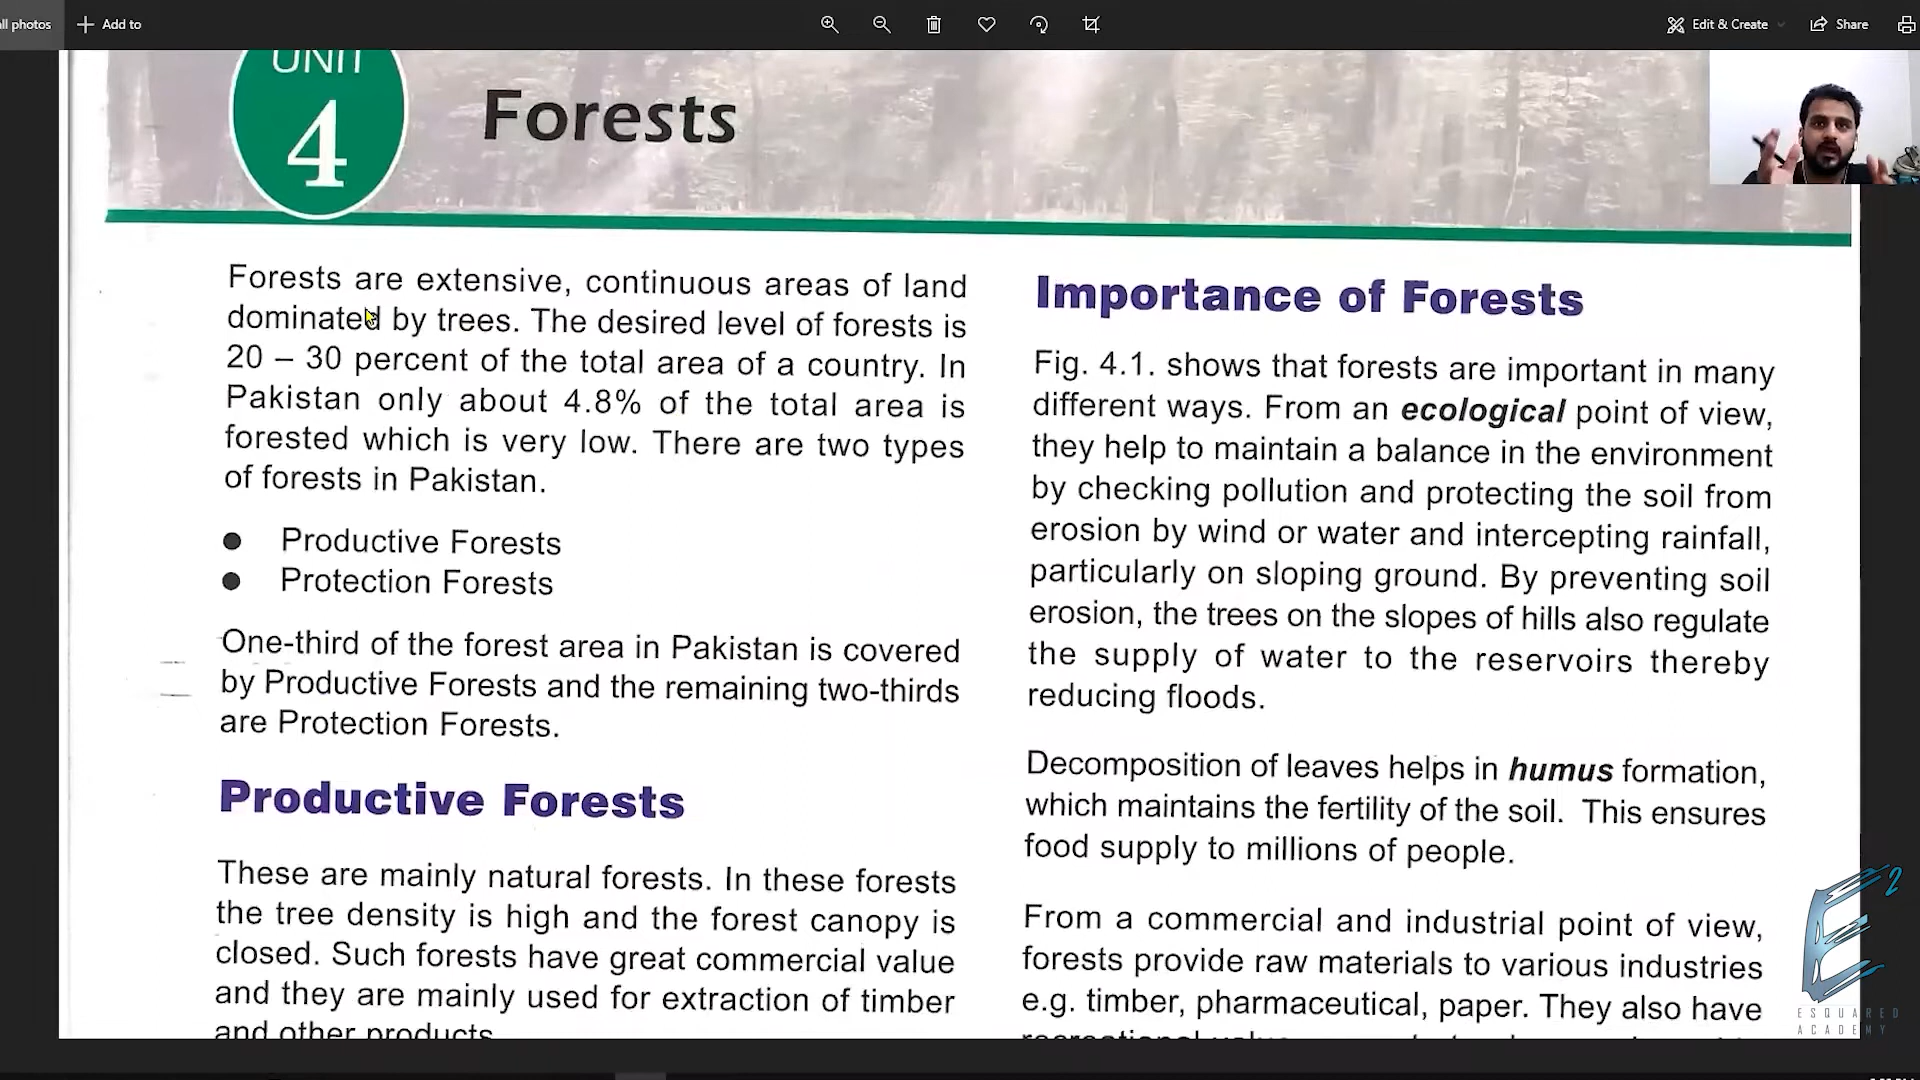 ll photos
Add to
Edit & Create
Share
UNIT
4
Forests
Forests are extensive, continuous areas of land
dominated by trees. The desired level of forests is
20 – 30 percent of the total area of a country. In
Pakistan only about 4.8% of the total area is
forested which is very low. There are two types
of forests in Pakistan.
● Productive Forests
● Protection Forests
One-third of the forest area in Pakistan is covered
by Productive Forests and the remaining two-thirds
are Protection Forests.
Productive Forests
These are mainly natural forests. In these forests
the tree density is high and the forest canopy is
closed. Such forests have great commercial value
and they are mainly used for extraction of timber
and other products.
Importance of Forests
Fig. 4.1. shows that forests are important in many
different ways. From an ecological point of view,
they help to maintain a balance in the environment
by checking pollution and protecting the soil from
erosion by wind or water and intercepting rainfall,
particularly on sloping ground. By preventing soil
erosion, the trees on the slopes of hills also regulate
the supply of water to the reservoirs thereby
reducing floods.
Decomposition of leaves helps in humus formation,
which maintains the fertility of the soil. This ensures
food supply to millions of people.
From a commercial and industrial point of view,
forests provide raw materials to various industries
e.g. timber, pharmaceutical, paper. They also have
E2
ESQUARED
ACADEMY